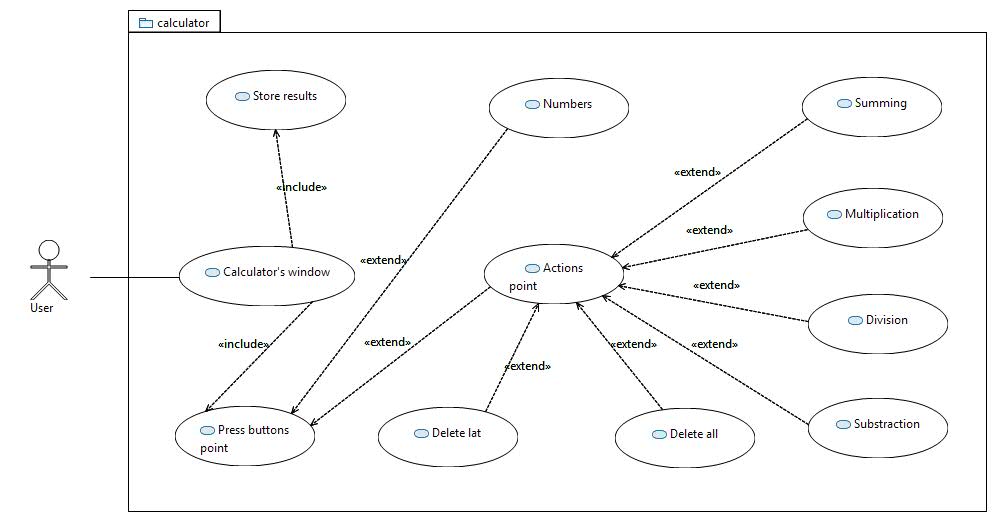 calculator
Store results
Numbers
Summing
«extend»
«include»
Multiplication
«extend»
«extend»
Calculator's window
Actions
point
«extend»
User
Division
«include»
«extend»
«extend»
«extend»
«extend»
Press buttons
point
Delete lat
Delete all
Substraction